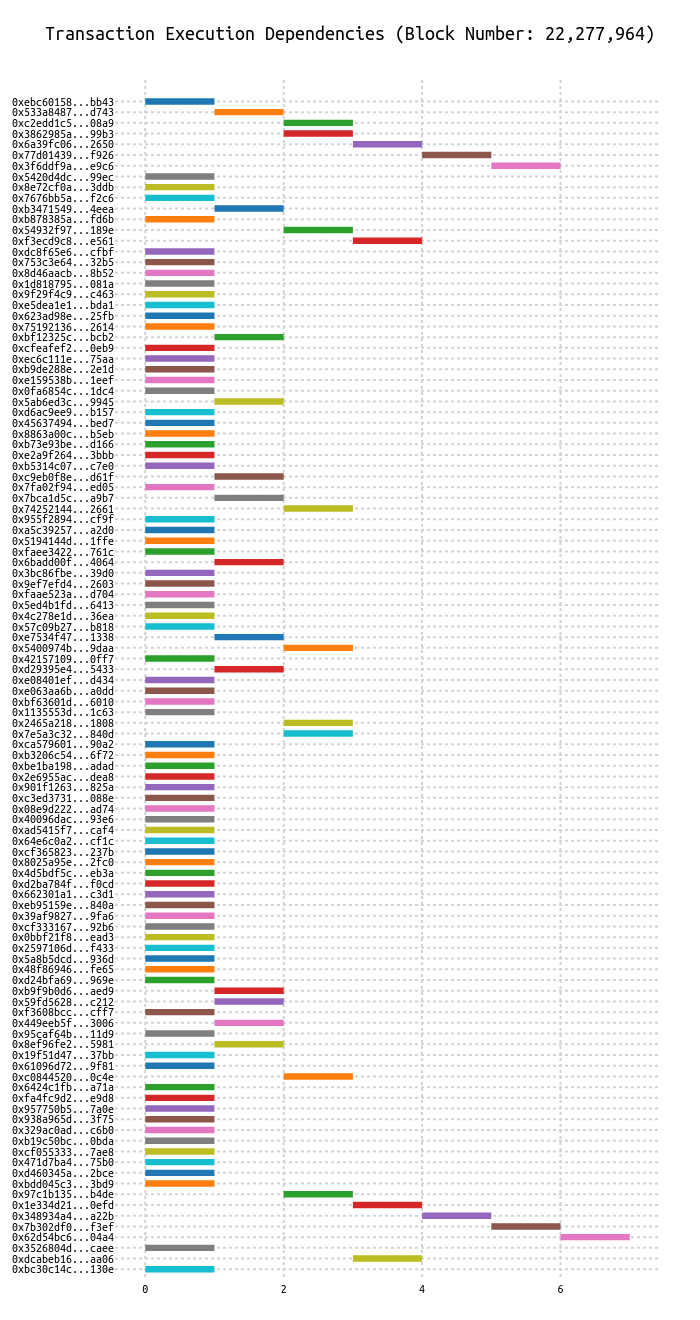 Transaction Execution Dependencies (Block Number: 22,277,964)
0xebc60158...bb43
0x533a8487...d743
0xc2edd1c5...08a9
0x3862985a...99b3
0x6a39fc06...2650
0x77d01439...f926
0x3f6ddf9a...e9c6
0x5420d4dc...99ec
0x8e72cf0a...3ddb
0x7676bb5a...f2c6
0xb3471549...4eea
0xb878385a...fd6b
0x54932f97...189e
0xf3ecd9c8...e561
0xdc8f65e6...cfbf
0x753c3e64...32b5
0x8d46aacb...8b52
0x1d818795...081a
0x9f29f4c9...c463
0xe5dea1e1...bda1
0x623ad98e...25fb
0x75192136...2614
0xbf12325c...bcb2
0xcfeafef2...0eb9
0xec6c111e...75aa
0xb9de288e...2e1d
0xe159538b...1eef
0x0fa6854c...1dc4
0x5ab6ed3c...9945
0xd6ac9ee9...b157
0x45637494...bed7
0x8863a00c...b5eb
0xb73e93be...d166
0xe2a9f264...3bbb
0xb5314c07...c7e0
0xc9eb0f8e...d61f
0x7fa02f94...ed05
0x7bca1d5c...a9b7
0x74252144...2661
0x955f2894...cf9f
0xa5c39257...a2d0
0x5194144d...1ffe
0xfaee3422...761c
0x6badd00f...4064
0x3bc86fbe...39d0
0x9ef7efd4...2603
0xfaae523a...d704
0x5ed4b1fd...6413
0x4c278e1d...36ea
0x57c09b27...b818
0xe7534f47...1338
0x5400974b...9daa
0x42157109...0ff7
0xd29395e4...5433
0xe08401ef...d434
0xe063aa6b...a0dd
0xbf63601d...6010
0x1135553d...1c63
0x2465a218...1808
0x7e5a3c32...840d
0xca579601...90a2
0xb3206c54...6f72
0xbe1ba198...adad
0x2e6955ac...dea8
0x901f1263...825a
0xc3ed3731...088e
0x08e9d222...ad74
0x40096dac...93e6
0xad5415f7...caf4
0x64e6c0a2...cf1c
0xcf365823...237b
0x8025a95e...2fc0
0x4d5bdf5c...eb3a
0xd2ba784f...f0cd
0x662301a1...c3d1
0xeb95159e...840a
0x39af9827...9fa6
0xcf333167...92b6
0x0bbf21f8...ead3
0x2597106d...f433
0x5a8b5dcd...936d
0x48f86946...fe65
0xd24bfa69...969e
0xb9f9b0d6...aed9
0x59fd5628...c212
0xf3608bcc...cff7
0x449eeb5f...3006
0x95caf64b...11d9
0x8ef96fe2...5981
0x19f51d47...37bb
0x61096d72...9f81
0xc0844520...0c4e
0x6424c1fb...a71a
0xfa4fc9d2...e9d8
0x957750b5...7a0e
0x938a965d...3f75
0x329ac0ad...c6b0
0xb19c50bc...0bda
0xcf055333...7ae8
0x471d7ba4...75b0
0xd460345a...2bce
0xbdd045c3...3bd9
0x97c1b135...b4de
0x1e334d21...0efd
0x348934a4...a22b
0x7b302df0...f3ef
0x62d54bc6...04a4
0x3526804d...caee
0xdcabeb16...aa06
0xbc30c14c...130e
0 2 4 6